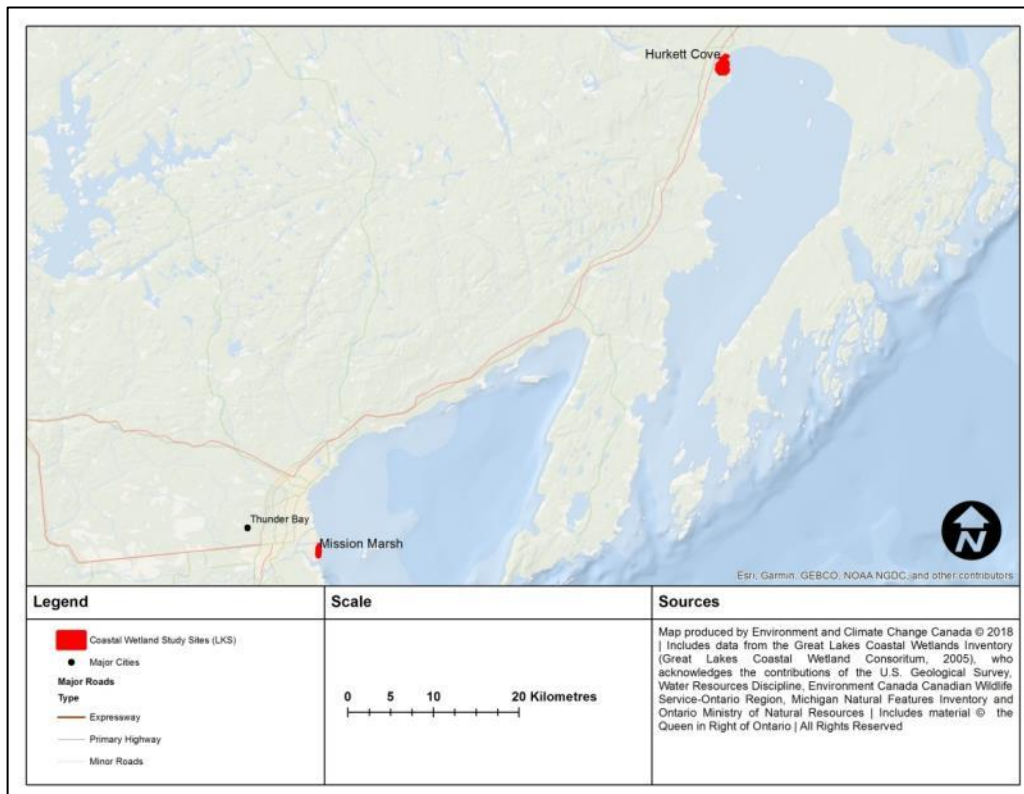 Hurkett Cove
Thunder Bay
Mission Marsh
N
Esri, Garmin, GEBCO, NOAA NGDC, and other contributors
Legend
Coastal Wetland Study Sites (LKS)
Major Cities
Major Roads
Type
Expressway
Primary Highway
Minor Roads
Scale
0 5 10 20 Kilometres
Sources
Map produced by Environment and Climate Change Canada © 2018
| Includes data from the Great Lakes Coastal Wetlands Inventory
(Great Lakes Coastal Wetland Consoritum, 2005), who
acknowledges the contributions of the U.S. Geological Survey,
Water Resources Discipline, Environment Canada Canadian Wildlife
Service-Ontario Region, Michigan Natural Features Inventory and
Ontario Ministry of Natural Resources | Includes material © the
Queen in Right of Ontario | All Rights Reserved